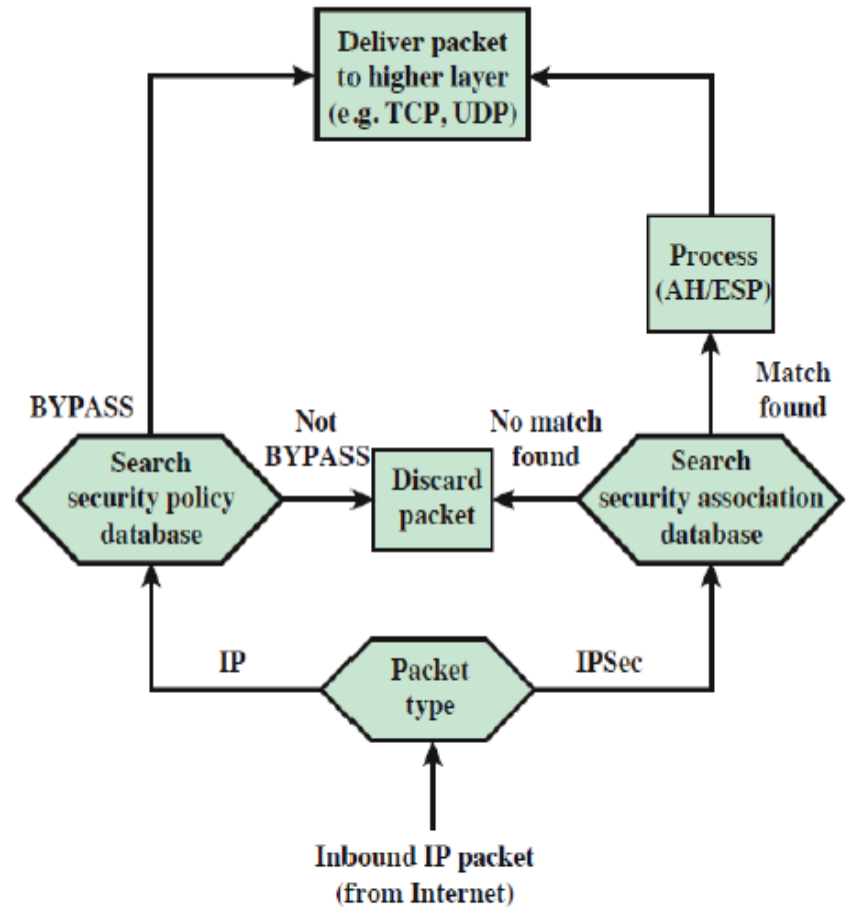 Deliver packet
to higher layer
(e.g. TCP, UDP)
Process
(AH/ESP)
BYPASS
Not
BYPASS
No match
found
Match
found
Search
security policy
database
Discard
packet
Search
security association
database
IP
Packet
type
IPSec
Inbound IP packet
(from Internet)